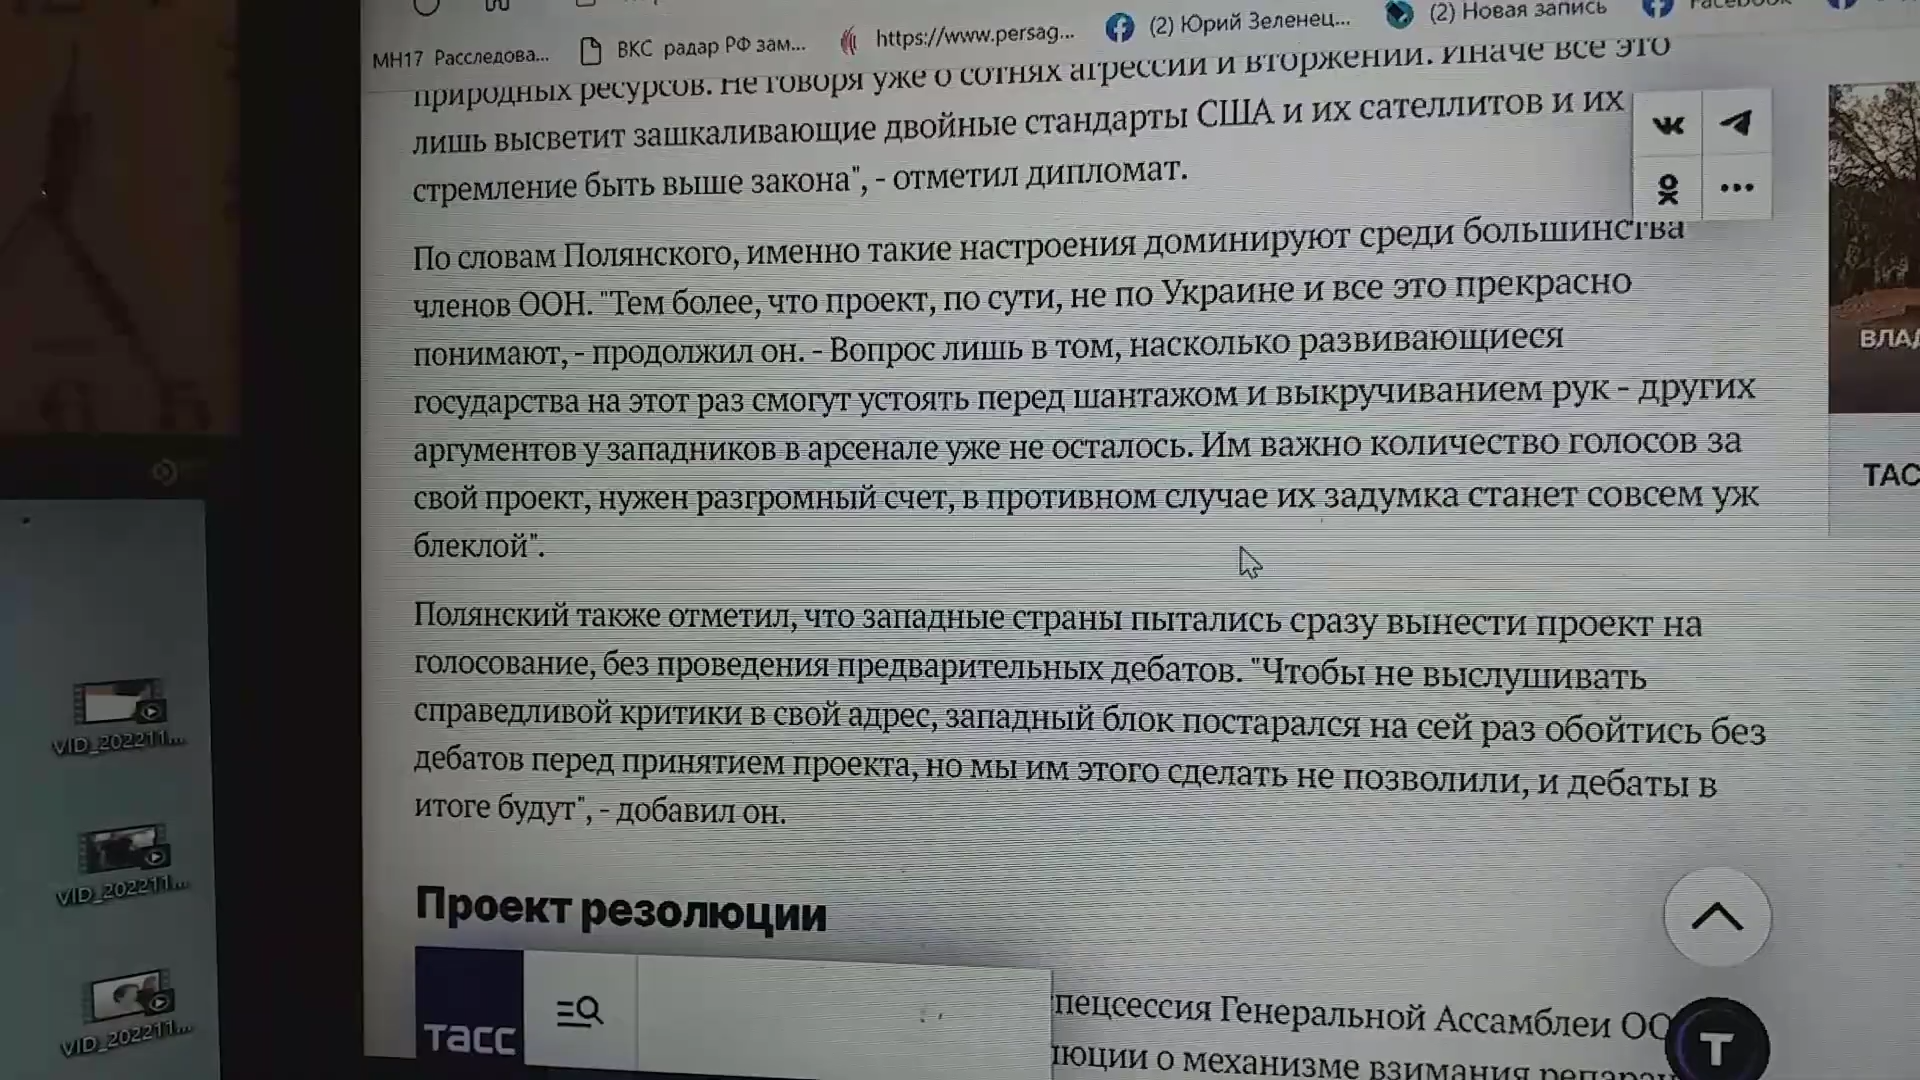 (2) Юрий Зеленец...
(2) Новая запись
МН17 Расследова...
ВКС радар РФ зам...
https://www.persag...
природных ресурсов. Не говоря уже о сотнях агрессий и вторжений. Иначе все это
лишь высветит зашкаливающие двойные стандарты США и их сателлитов и их
стремление быть выше закона", - отметил дипломат.
По словам Полянского, именно такие настроения доминируют среди большинства
членов ООН. "Тем более, что проект, по сути, не по Украине и все это прекрасно
понимают, - продолжил он. - Вопрос лишь в том, насколько развивающиеся
государства на этот раз смогут устоять перед шантажом и выкручиванием рук - других
аргументов у западников в арсенале уже не осталось. Им важно количество голосов за
свой проект, нужен разгромный счет, в противном случае их задумка станет совсем уж
блеклой".
Полянский также отметил, что западные страны пытались сразу вынести проект на
голосование, без проведения предварительных дебатов. "Чтобы не выслушивать
справедливой критики в свой адрес, западный блок постарался на сей раз обойтись без
дебатов перед принятием проекта, но мы им этого сделать не позволили, и дебаты в
итоге будут", - добавил он.
Проект резолюции
пецсессия Генеральной Ассамблеи ОО
юции о механизме взимания
тасс
T
ВЛАД
ТАС
VID_202211...
VID_202211...
VID_202211...